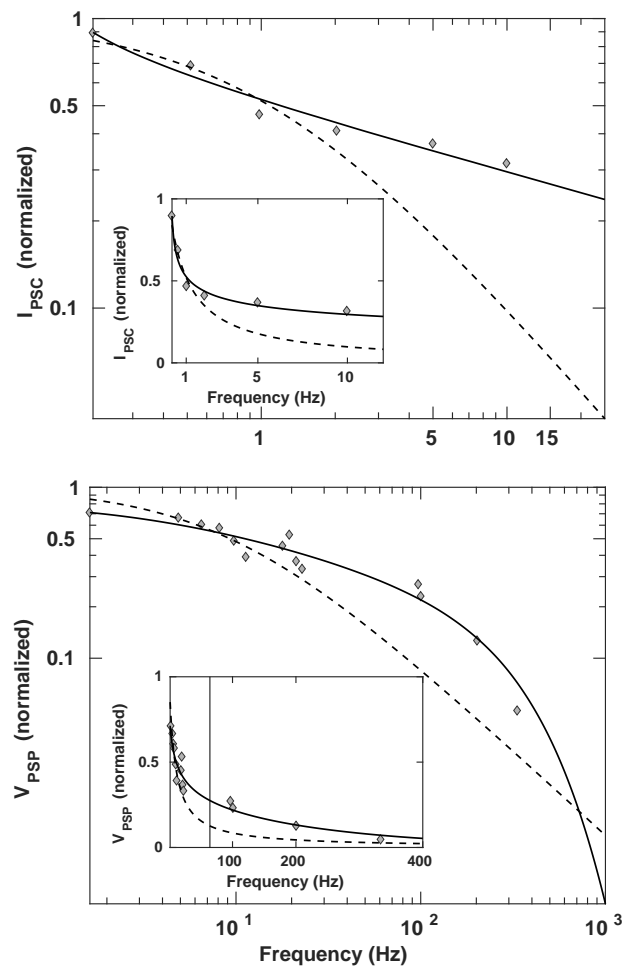 1
0.5
0.1
I_PSC (normalized)
1
0.5
0
I_PSC (normalized)
1 5 10
Frequency (Hz)
1 5 10 15
1
0.5
0.1
V_PSP (normalized)
1
0.5
0
V_PSP (normalized)
100 200 400
Frequency (Hz)
10^1 10^2 10^3
Frequency (Hz)